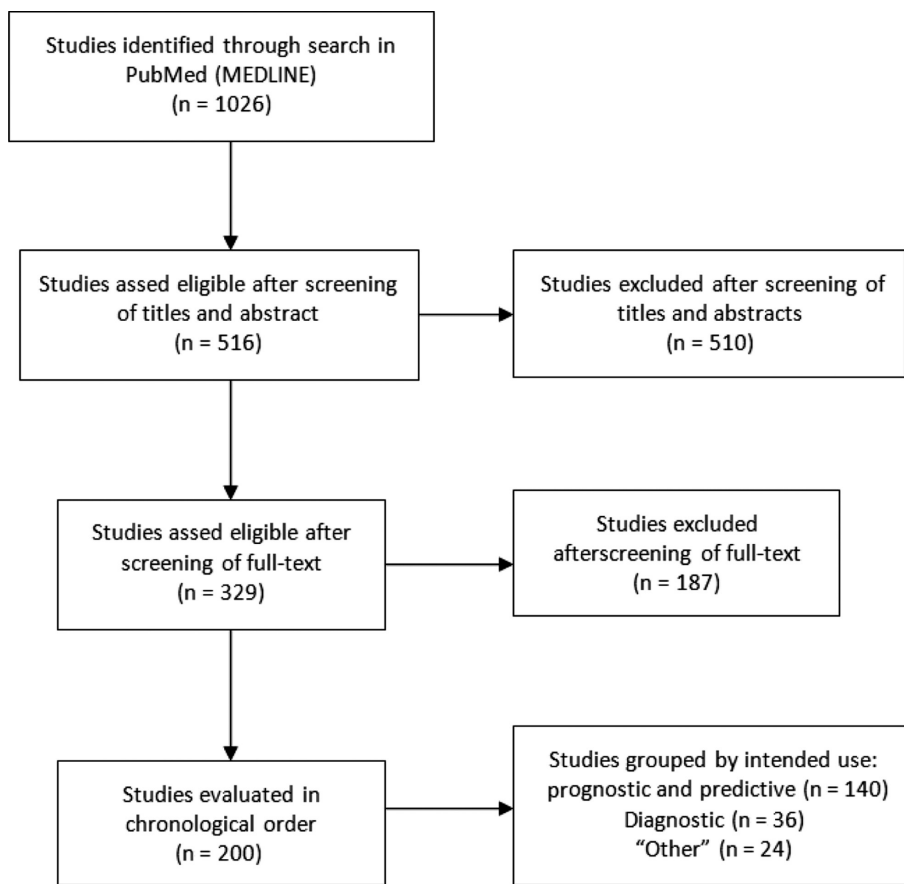 Studies identified through search in
PubMed (MEDLINE)
(n = 1026)
Studies assed eligible after screening
of titles and abstract
(n = 516)
Studies excluded after screening of
titles and abstracts
(n = 510)
Studies assed eligible after
screening of full-text
(n = 329)
Studies excluded
afterscreening of full-text
(n = 187)
Studies evaluated in
chronological order
(n = 200)
Studies grouped by intended use:
prognostic and predictive (n = 140)
Diagnostic (n = 36)
“Other” (n = 24)